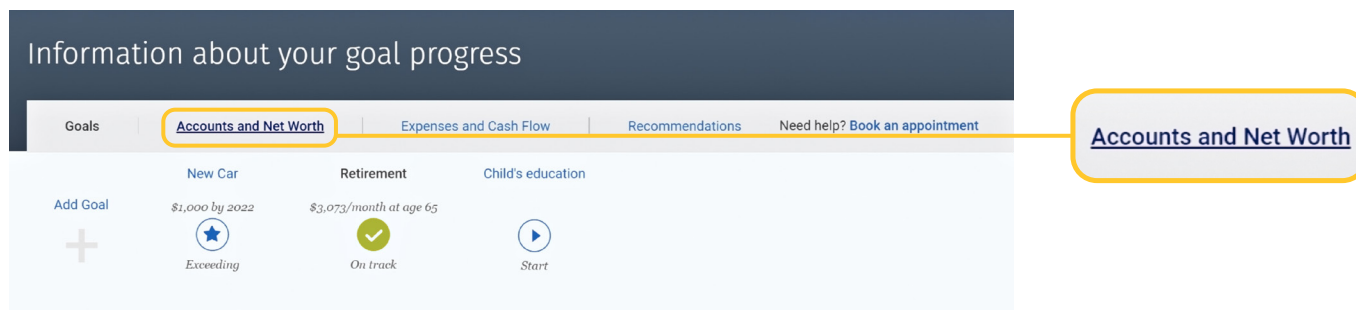 Information about your goal progress
Goals Accounts and Net Worth Expenses and Cash Flow Recommendations Need help? Book an appointment
Accounts and Net Worth
New Car Retirement Child's education
Add Goal $1,000 by 2022 $3,073/month at age 65
Exceeding On track Start